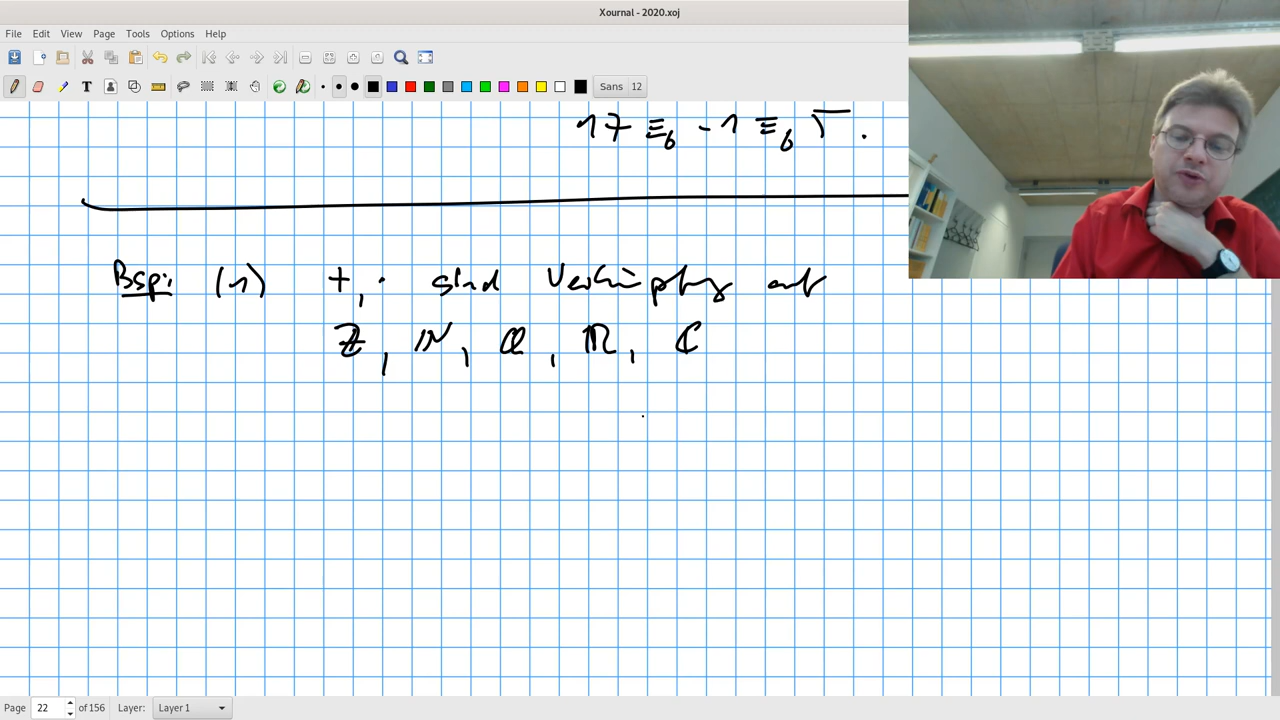 Xournal - 2020.xoj
File Edit View Page Tools Options Help
Sans 12
17 ≡₆ -1 ≡₆ 5.
Bsp: (1) +, · sind Verknüpfg auf
ℤ, ℕ, ℚ, ℝ, ℂ
Page 22 of 156 Layer: Layer 1